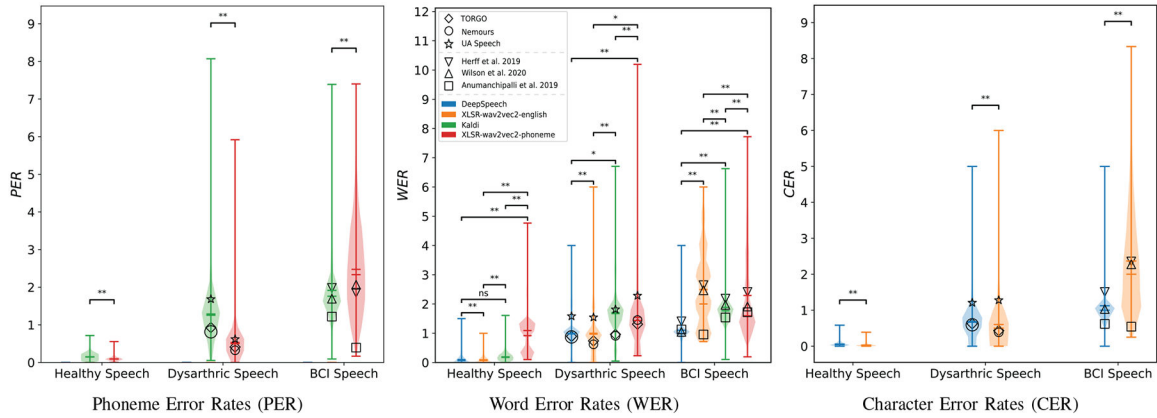 PER
9
8
7
6
5
4
3
2
1
0
**
**
**
Healthy Speech
Dysarthric Speech
BCI Speech
Phoneme Error Rates (PER)
WER
12
11
10
9
8
7
6
5
4
3
2
1
0
TORGO
Nemours
UA Speech
Herff et al. 2019
Wilson et al. 2020
Anumanchipalli et al. 2019
DeepSpeech
XLSR-wav2vec2-english
Kaldi
XLSR-wav2vec2-phoneme
**
**
**
**
ns
**
*
**
**
**
*
**
**
**
**
**
**
**
Healthy Speech
Dysarthric Speech
BCI Speech
Word Error Rates (WER)
CER
9
8
7
6
5
4
3
2
1
0
**
**
**
Healthy Speech
Dysarthric Speech
BCI Speech
Character Error Rates (CER)